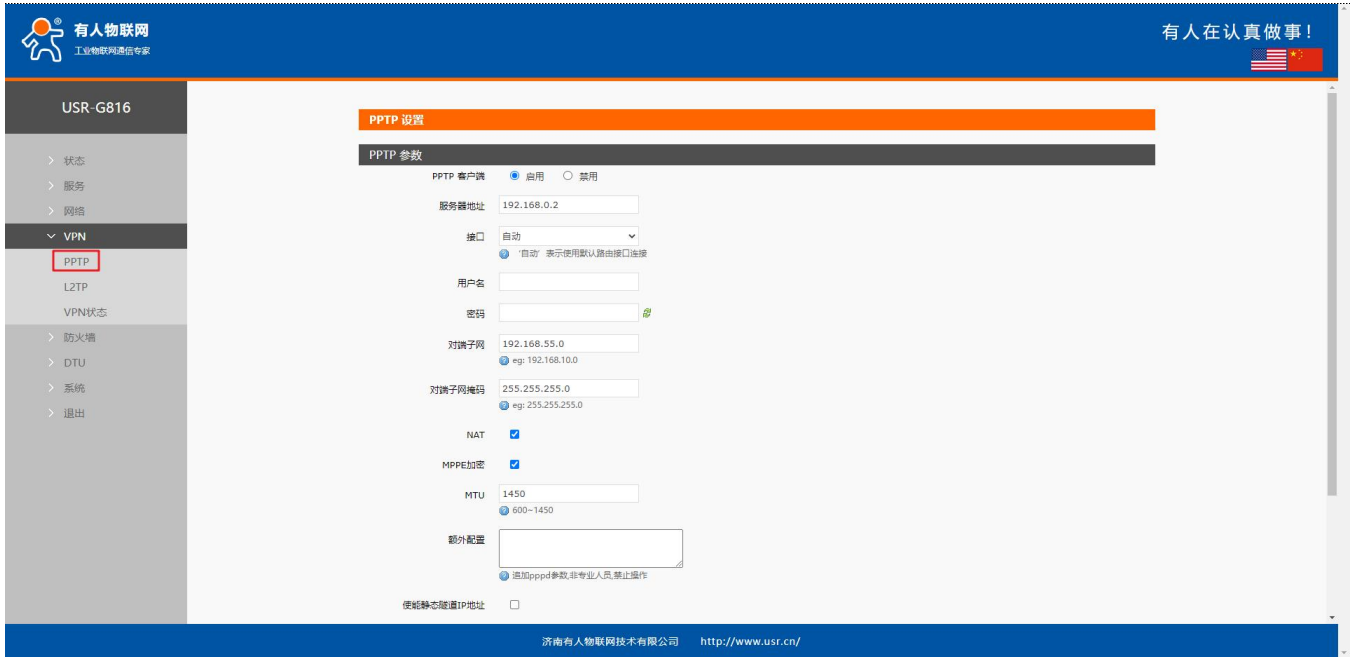 有人物联网
工业物联网通信专家
有人在认真做事!
USR-G816
状态
服务
网络
VPN
PPTP
L2TP
VPN状态
防火墙
DTU
系统
退出
PPTP 设置
PPTP 参数
PPTP 客户端 启用 禁用
服务器地址 192.168.0.2
接口 自动
'自动' 表示使用默认路由接口连接
用户名
密码
对端子网 192.168.55.0
eg: 192.168.10.0
对端子网掩码 255.255.255.0
eg: 255.255.255.0
NAT
MPPE加密
MTU 1450
600~1450
额外配置
追加pppd参数,非专业人员,禁止操作
使能静态隧道IP地址
济南有人物联网技术有限公司 http://www.usr.cn/